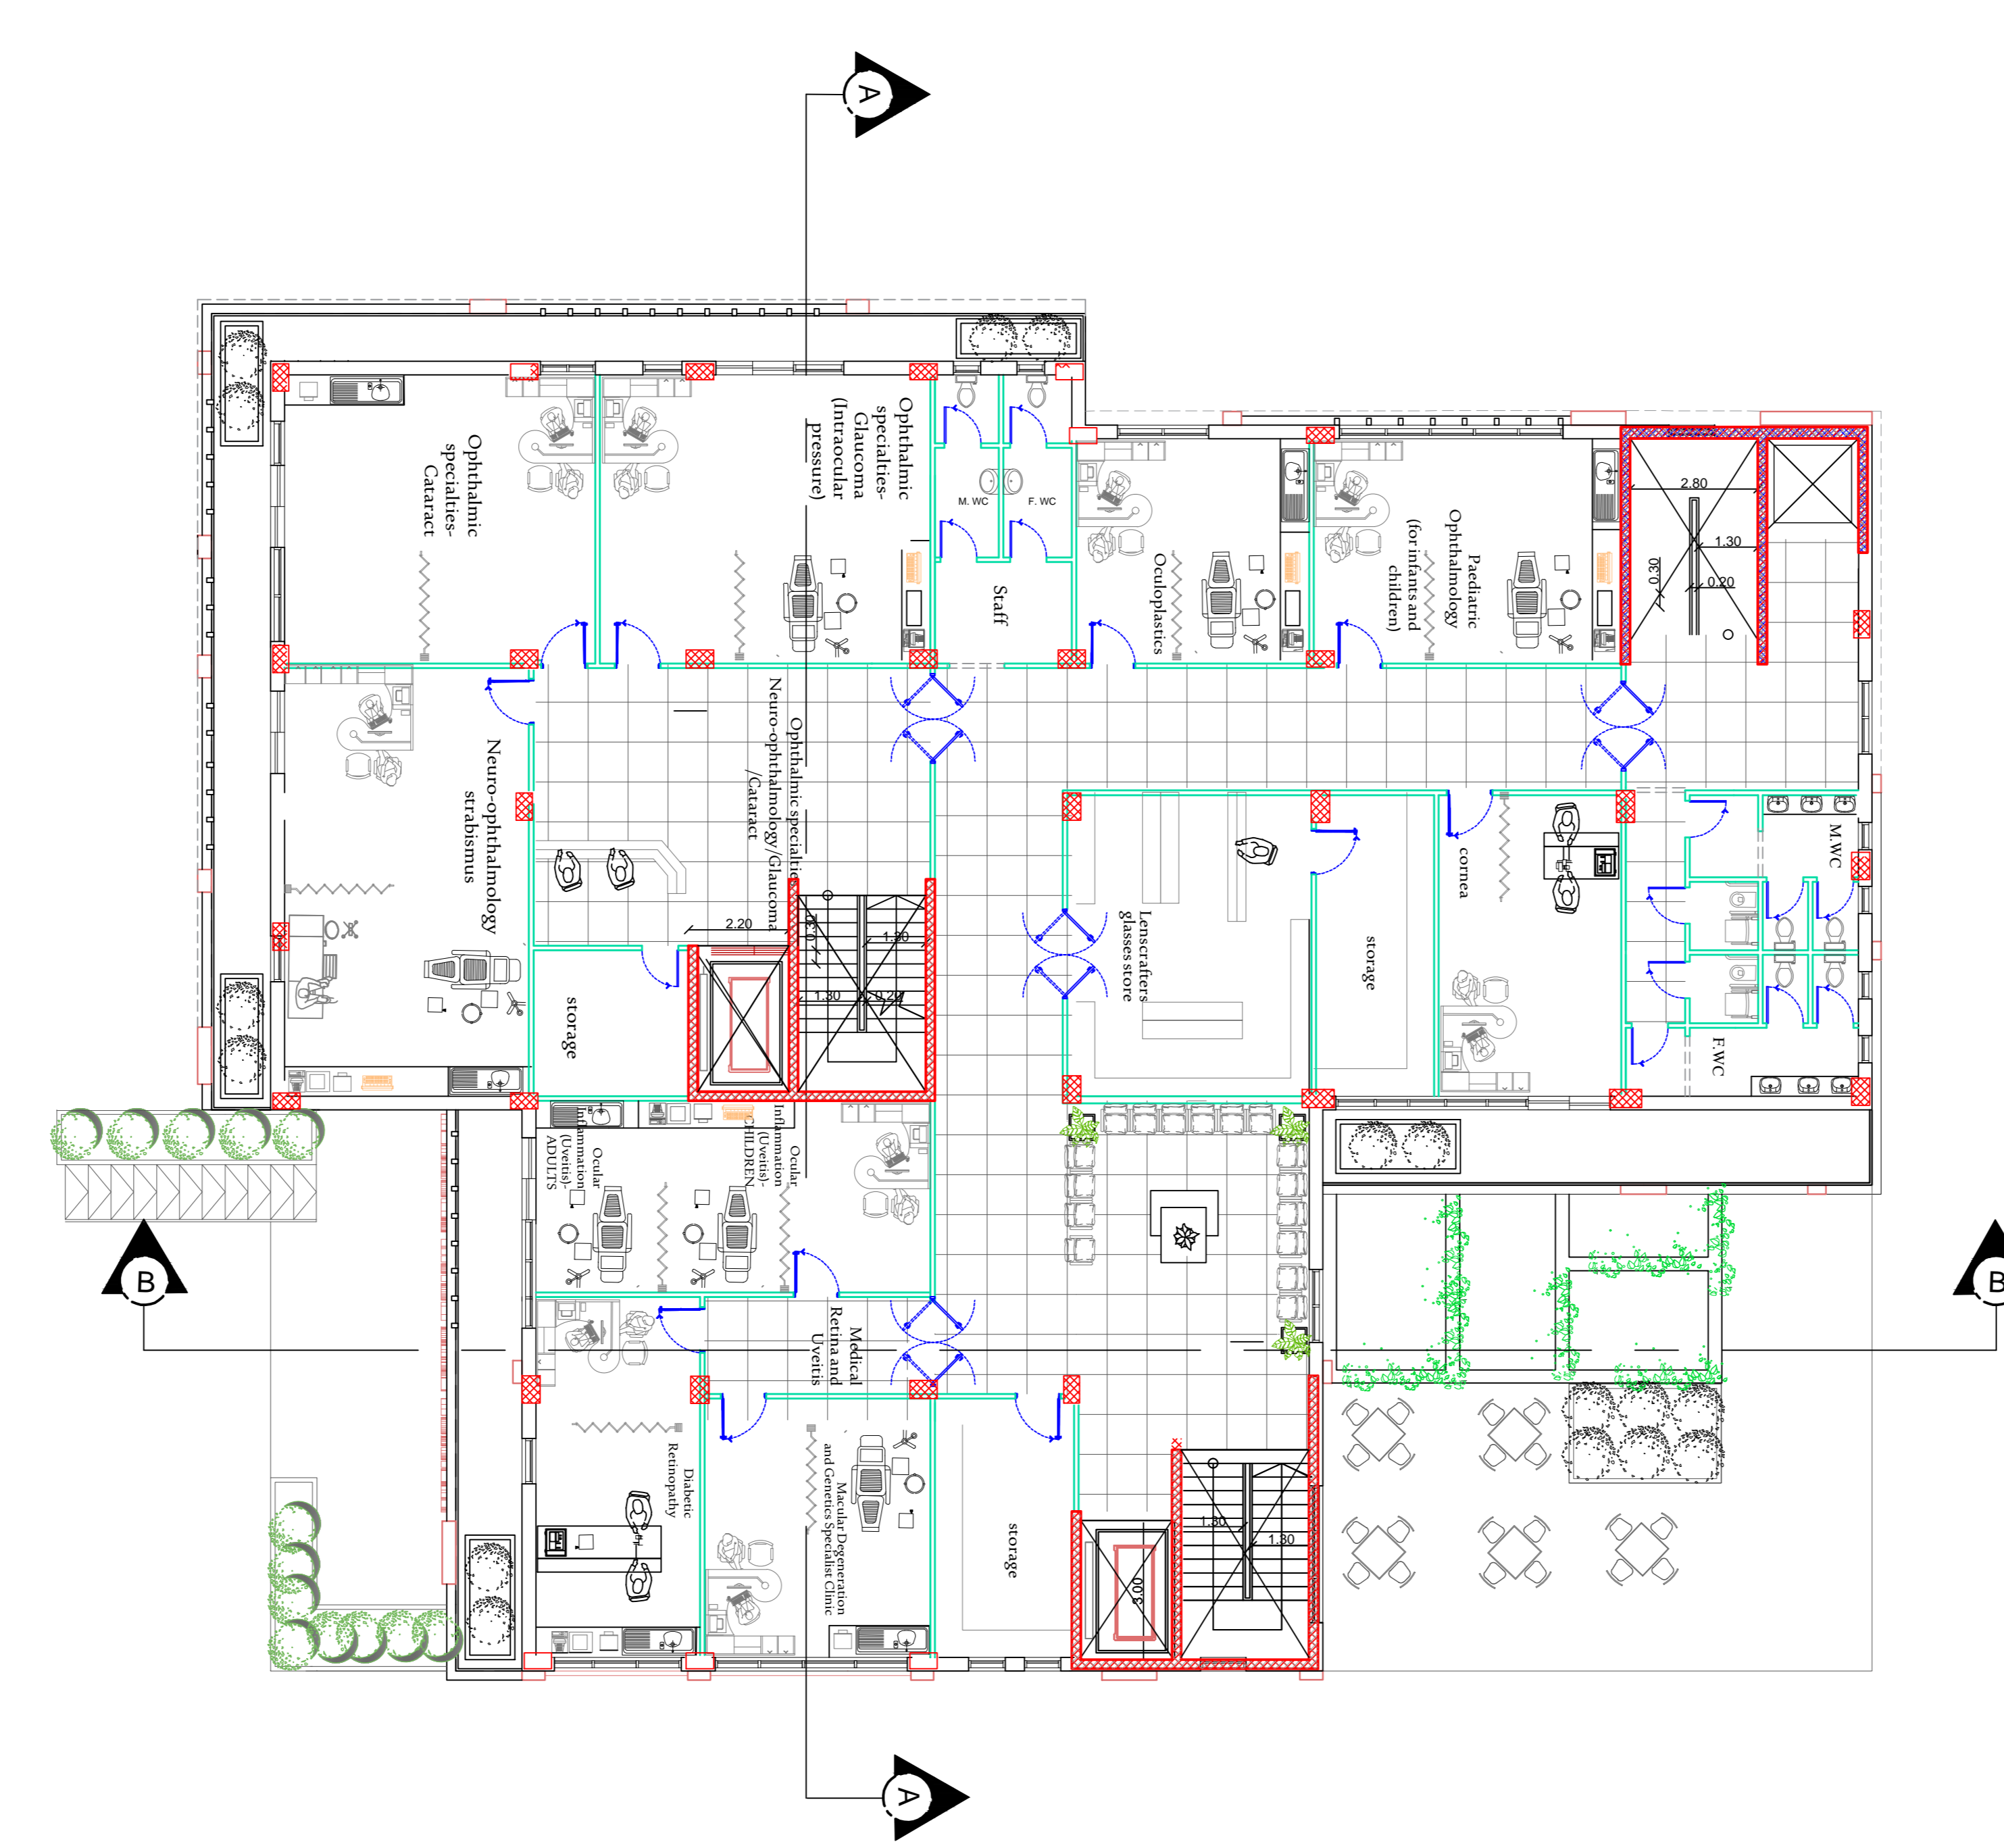 A
Ophthalmic
specialties-
Cataract
Ophthalmic
specialties-
Glaucoma
(Intraocular
pressure)
M. WC
F. WC
Staff
Oculoplastics
Paediatric
Ophthalmology
(for infants and
children)
2.80
1.30
0.20
0.30
Neuro-ophthalmology
strabismus
Ophthalmic specialties
Neuro-ophthalmology/Glaucoma
/Cataract
2.20
0.30
1.30
1.30
0.20
storage
Lenscrafters
glasses store
storage
cornea
M.WC
F.WC
Ocular
Inflammation
(Uveitis)-
ADULTS
Ocular
Inflammation
(Uveitis)-
CHILDREN
B
B
Medical
Retina and
Uveitis
Diabetic
Retinopathy
Macular Degeneration
and Genetics Specialist Clinic
storage
3.00
1.30
1.30
A